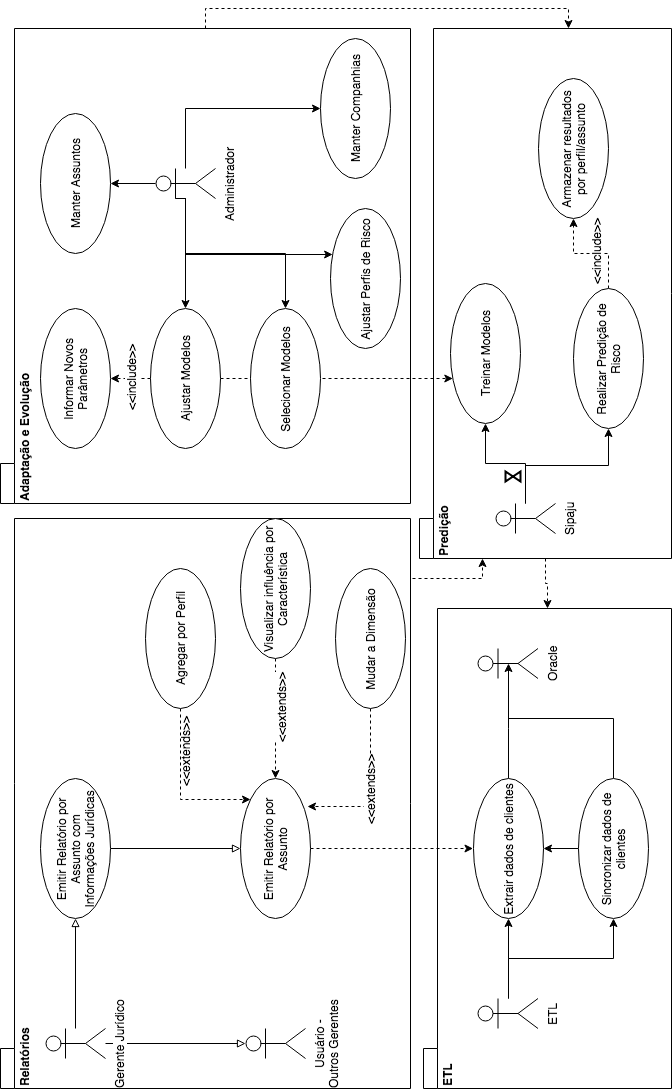 Relatórios
Gerente Jurídico
Usuário -
Outros Gerentes
Emitir Relatório por
Assunto com
Informações Jurídicas
Emitir Relatório por
Assunto
<<extends>>
<<extends>>
<<extends>>
Agregar por Perfil
Visualizar influência por
Característica
Mudar a Dimensão
Adaptação e Evolução
Informar Novos
Parâmetros
<<include>>
Ajustar Modelos
Selecionar Modelos
Ajustar Perfis de Risco
Manter Assuntos
Administrador
Manter Companhias
ETL
ETL
Extrair dados de clientes
Sincronizar dados de
clientes
Oracle
Predição
Sipaju
Treinar Modelos
Realizar Predição de
Risco
<<include>>
Armazenar resultados
por perfil/assunto